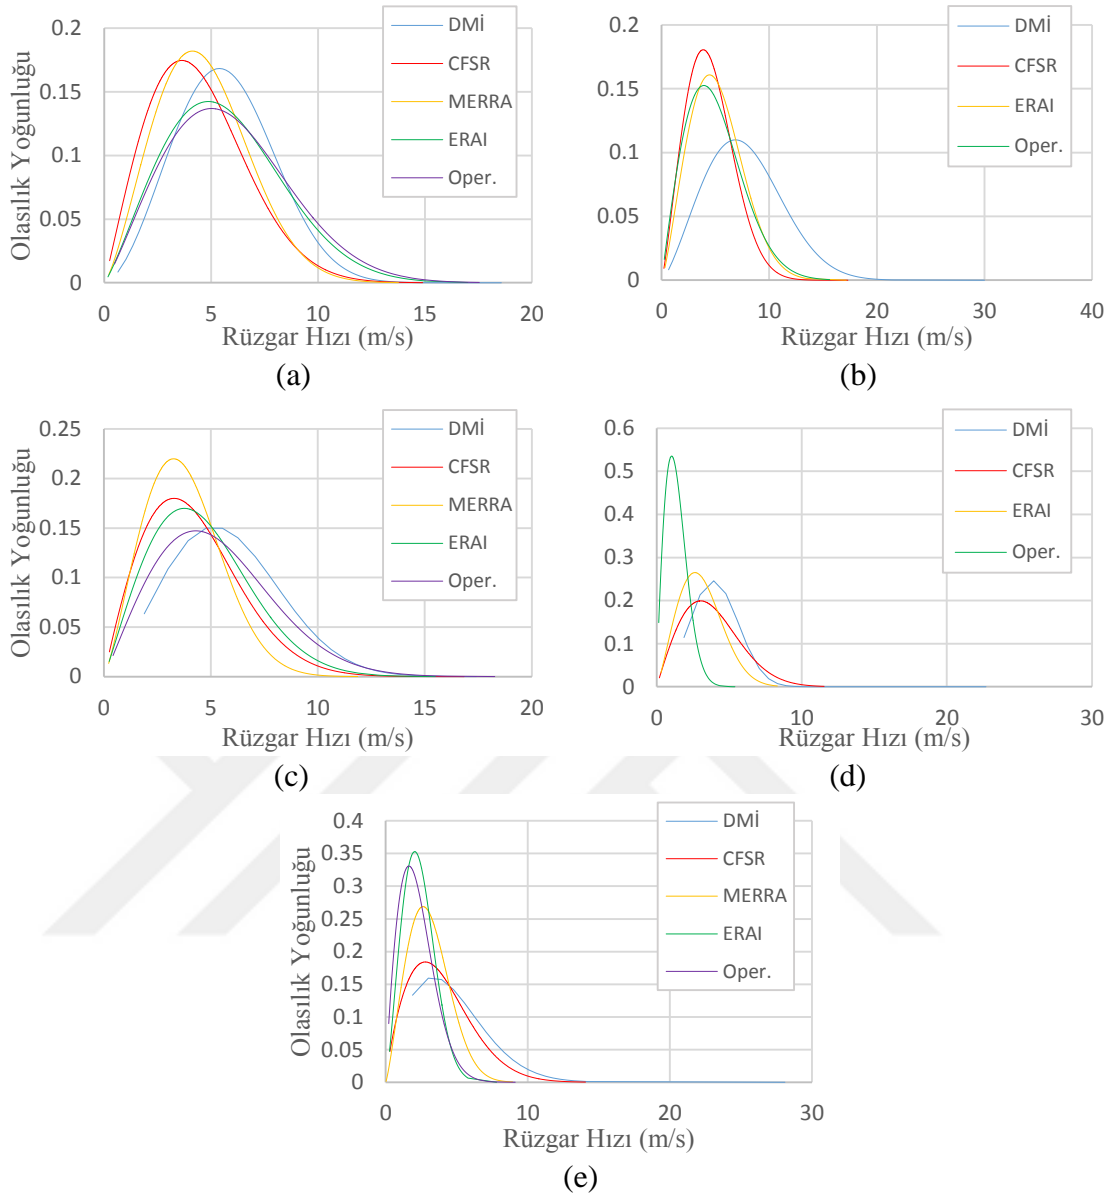 0.2
0.15
0.1
0.05
0
0 5 10 15 20
Olasılık Yoğunluğu
Rüzgar Hızı (m/s)
DMİ
CFSR
MERRA
ERAI
Oper.
(a)
0.2
0.15
0.1
0.05
0
0 10 20 30 40
Rüzgar Hızı (m/s)
DMİ
CFSR
ERAI
Oper.
(b)
0.25
0.2
0.15
0.1
0.05
0
0 5 10 15 20
Olasılık Yoğunluğu
Rüzgar Hızı (m/s)
DMİ
CFSR
MERRA
ERAI
Oper.
(c)
0.6
0.5
0.4
0.3
0.2
0.1
0
0 10 20 30
Rüzgar Hızı (m/s)
DMİ
CFSR
ERAI
Oper.
(d)
0.4
0.35
0.3
0.25
0.2
0.15
0.1
0.05
0
0 10 20 30
Olasılık Yoğunluğu
Rüzgar Hızı (m/s)
DMİ
CFSR
MERRA
ERAI
Oper.
(e)